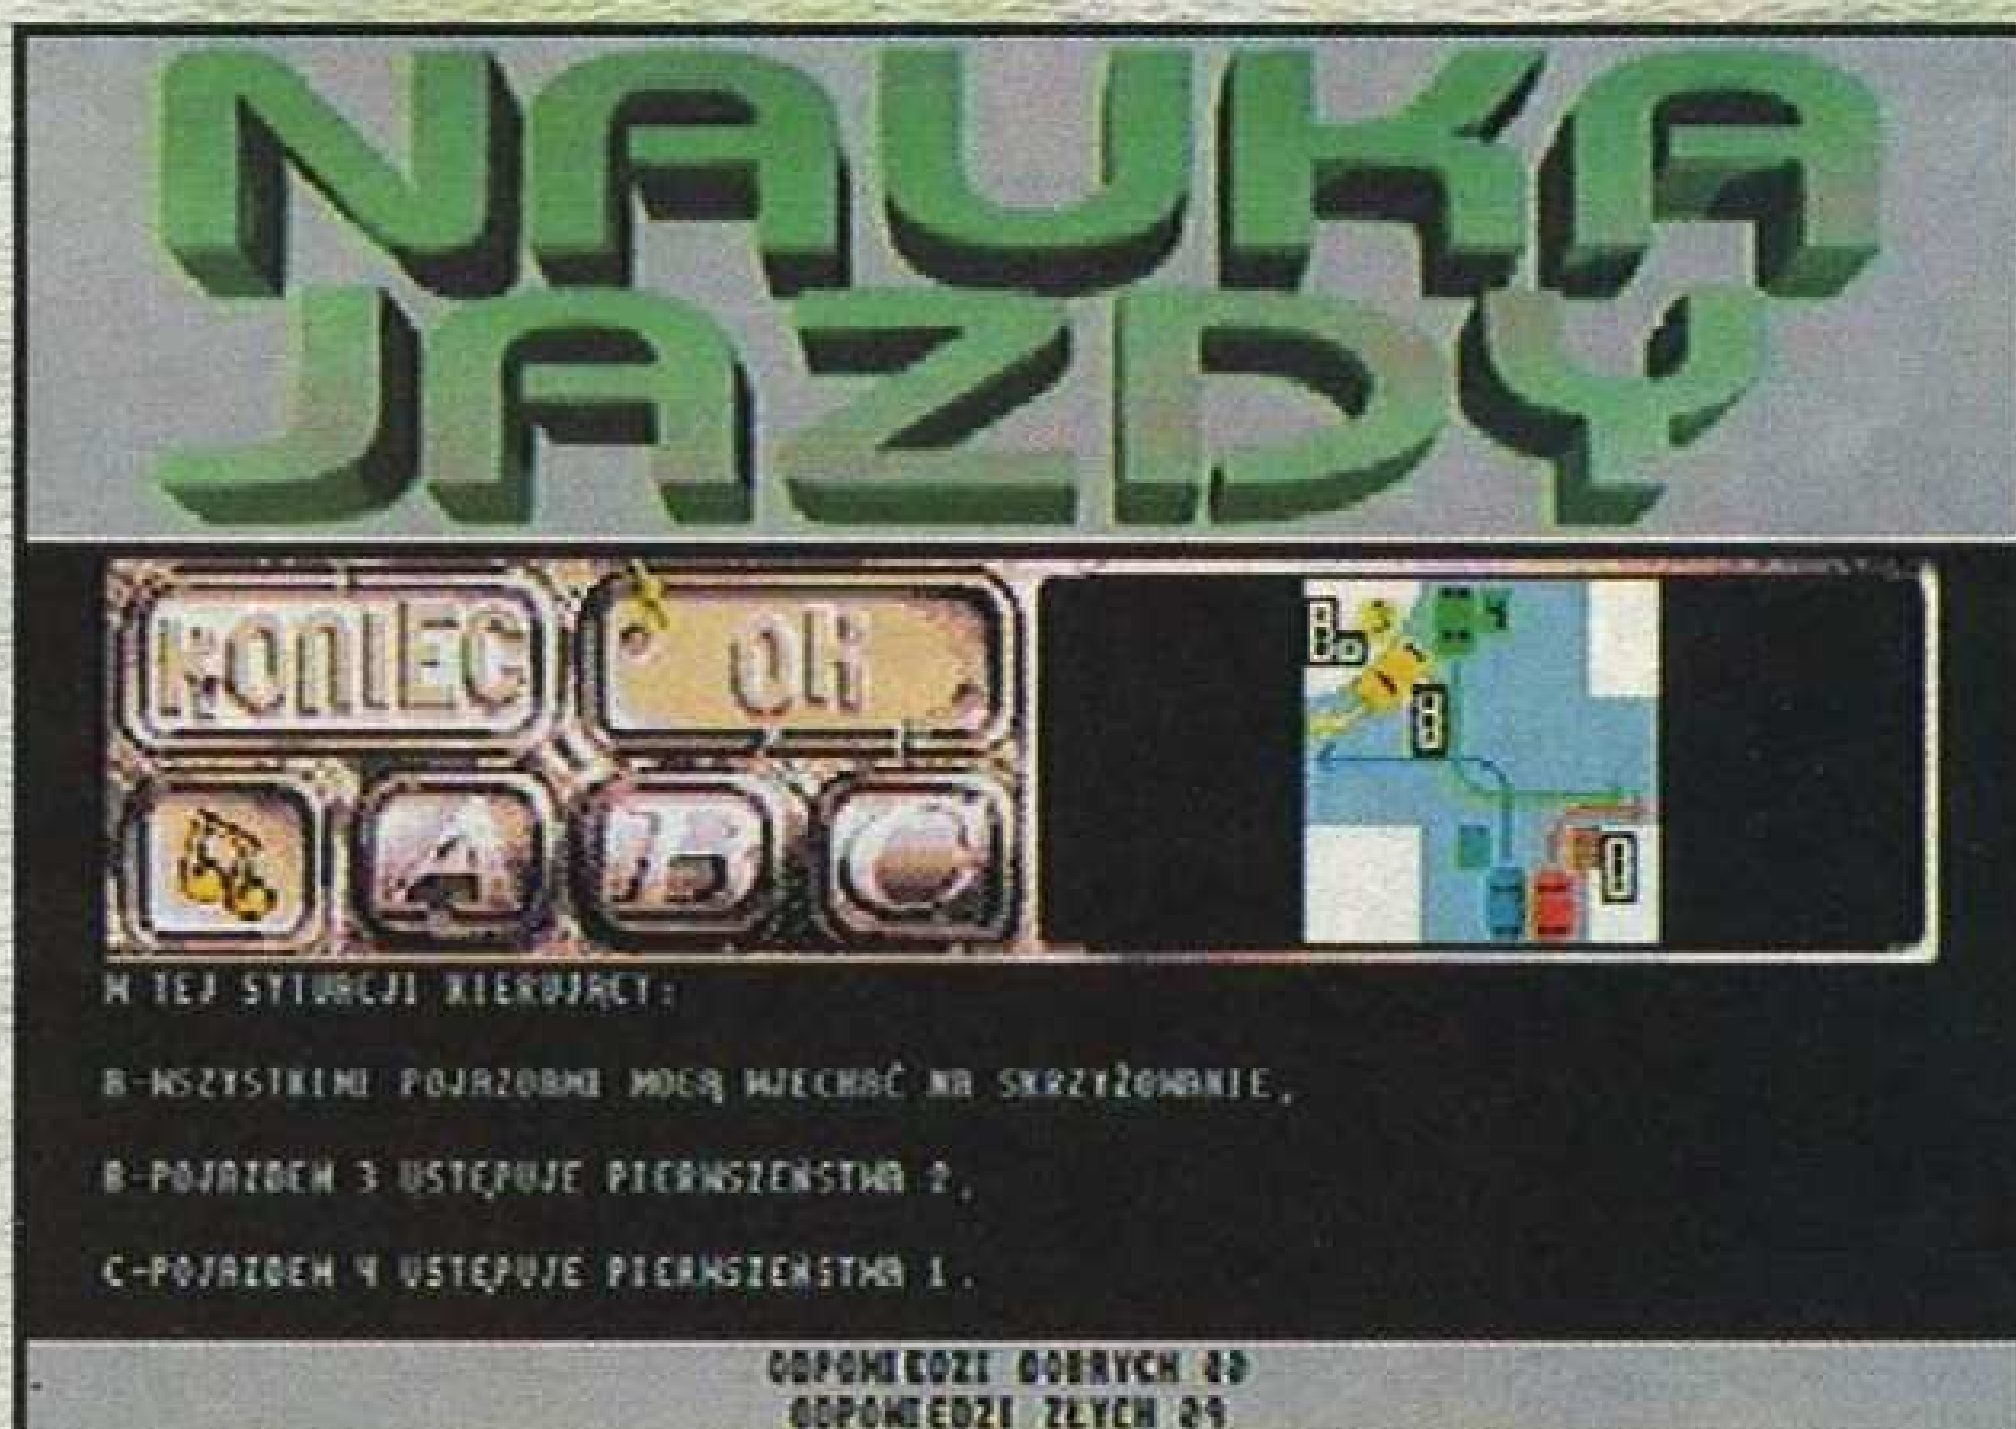 NAUKA
JAZDY
KONIEC OK
A B C
4
W TEJ SYTUACJI KIERUJĄCY:
A-WSZYSTKIMI POJAZDAMI MOGĄ WJECHAĆ NA SKRZYŻOWANIE,
B-POJAZDEM 3 USTĘPUJE PIERWSZEŃSTWA 2,
C-POJAZDEM 4 USTĘPUJE PIERWSZEŃSTWA 1.
ODPOWIEDZI DOBRYCH
ODPOWIEDZI ZŁYCH